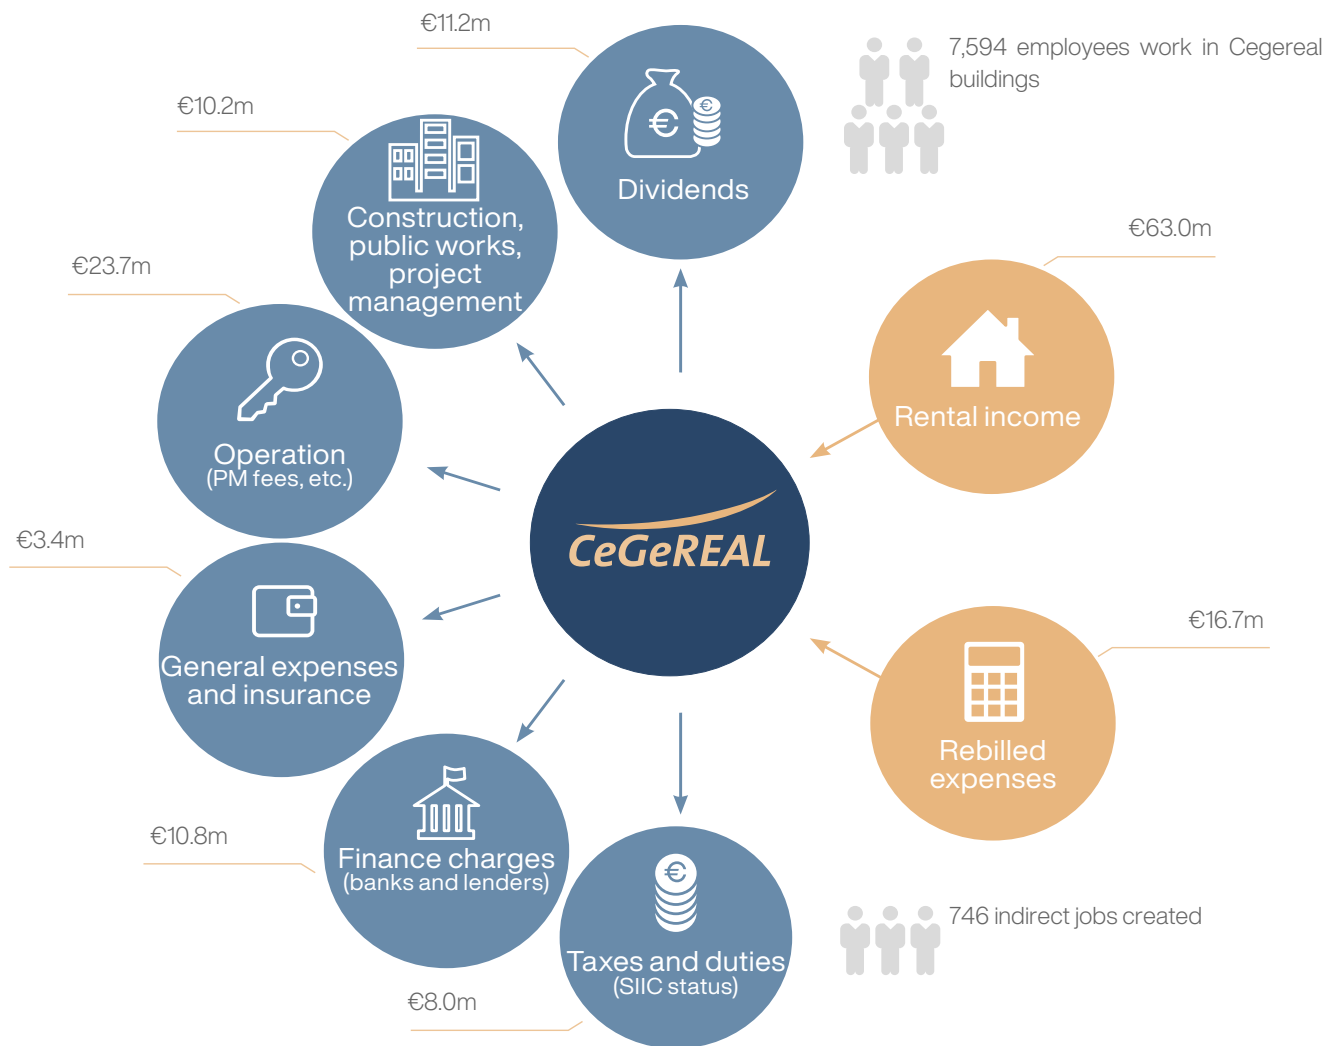 €11.2m
7,594 employees work in Cegereal
buildings
€
€
Dividends
€10.2m
Construction,
public works,
project
management
€63.0m
Rental income
€23.7m
Operation
(PM fees, etc.)
CeGeREAL
€3.4m
General expenses
and insurance
€16.7m
Rebilled
expenses
€10.8m
Finance charges
(banks and lenders)
€
Taxes and duties
(SIIC status)
€8.0m
746 indirect jobs created